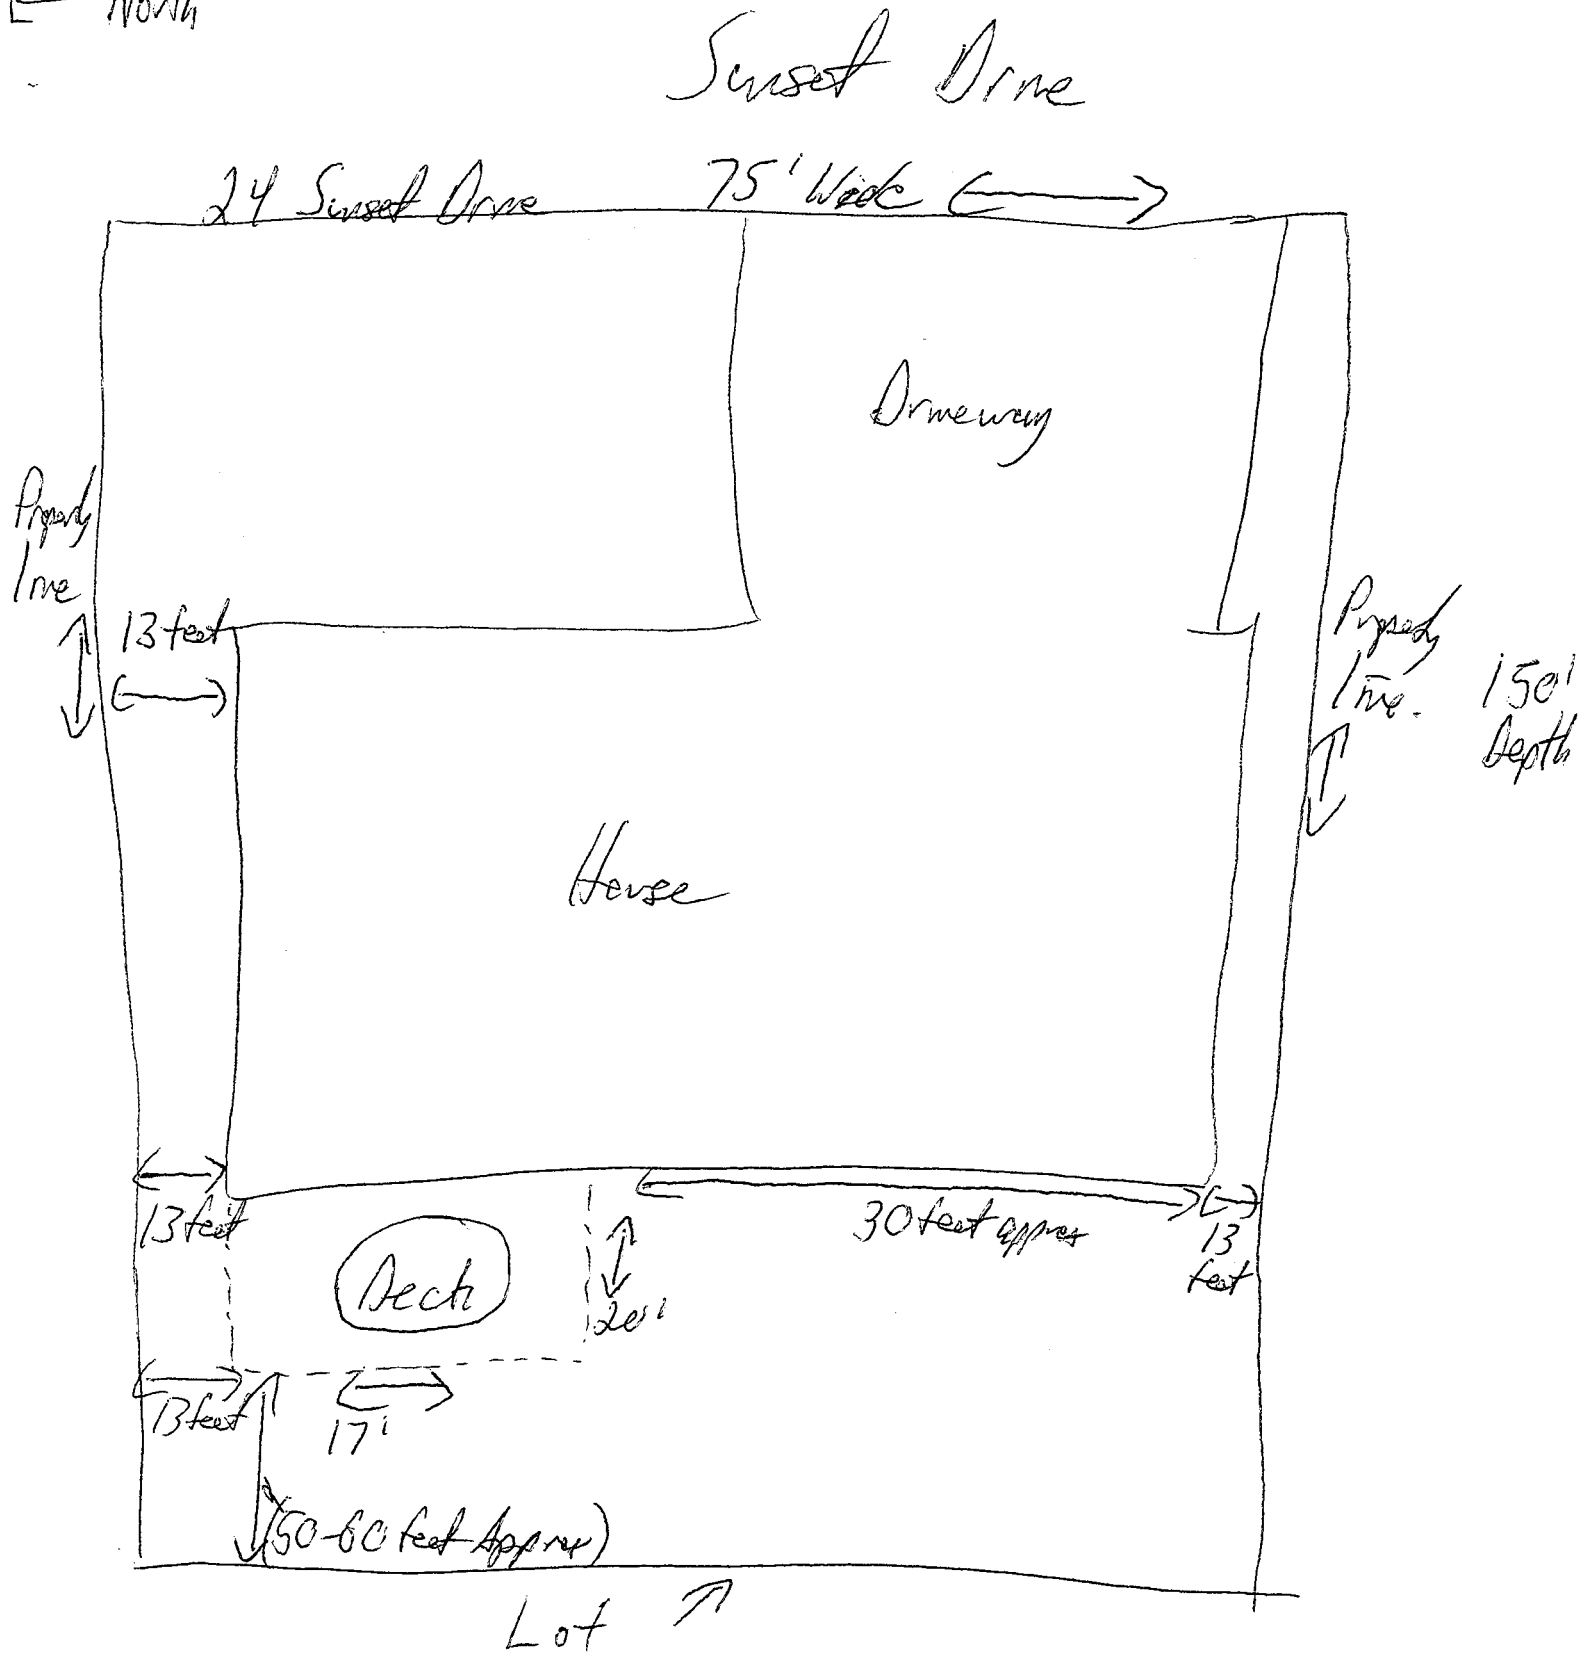 North
Sunset Drive
24 Sunset Drive 75' Wide
Driveway
Property
line
13 feet
Property
line.
150'
Depth
House
13 feet
30 feet approx
13
feet
Deck
20'
13 feet
17'
(50-60 feet Approx)
Lot